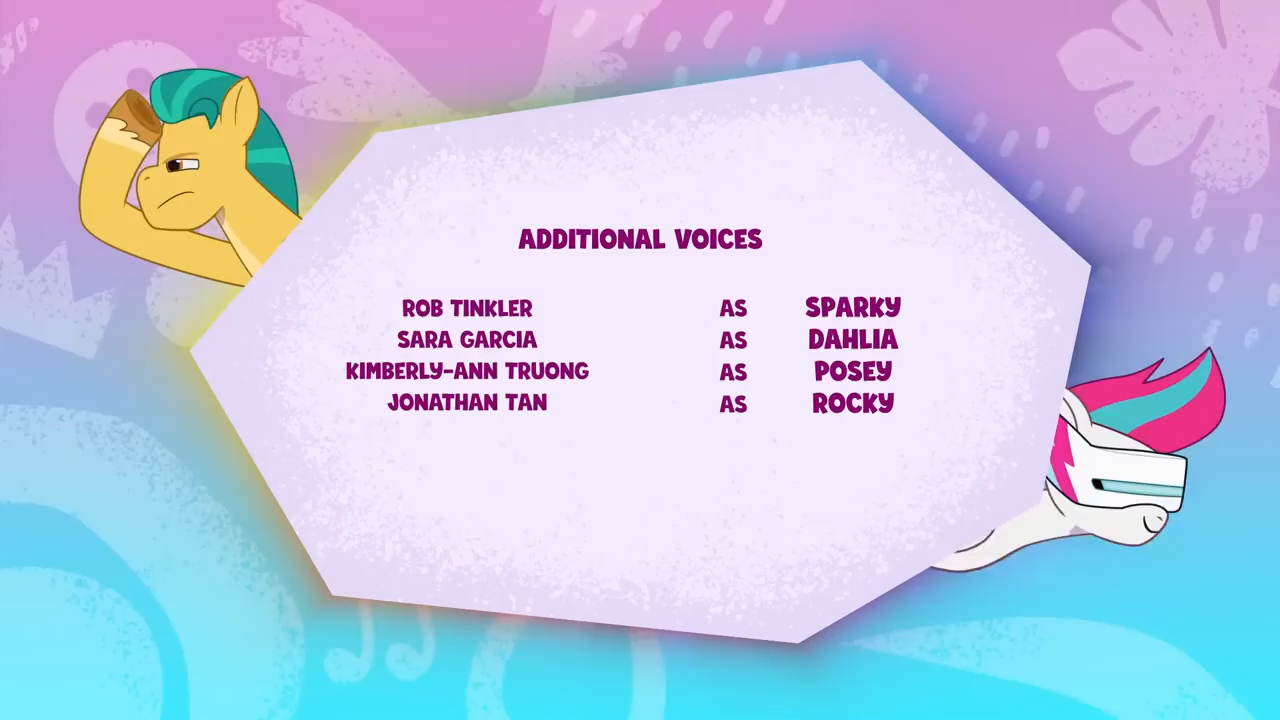 ADDITIONAL VOICES
ROB TINKLER AS SPARKY
SARA GARCIA AS DAHLIA
KIMBERLY-ANN TRUONG AS POSEY
JONATHAN TAN AS ROCKY